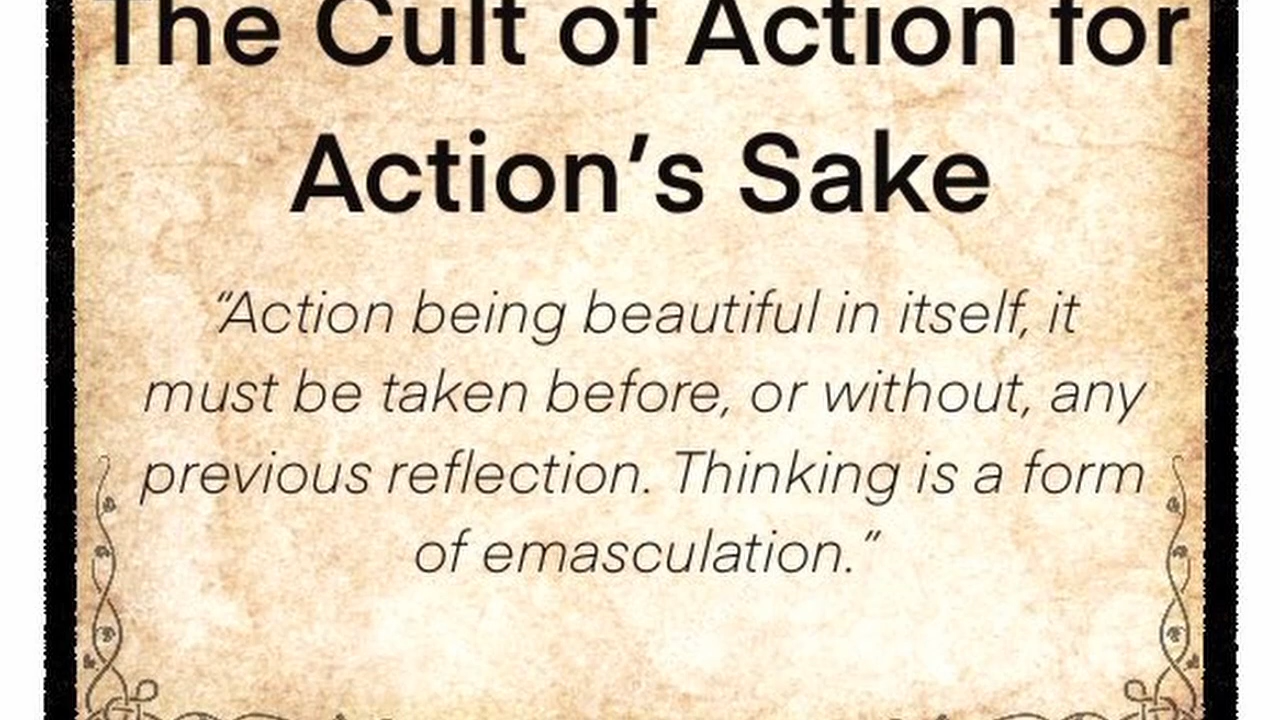 The Cult of Action for
Action’s Sake
“Action being beautiful in itself, it
must be taken before, or without, any
previous reflection. Thinking is a form
of emasculation.”